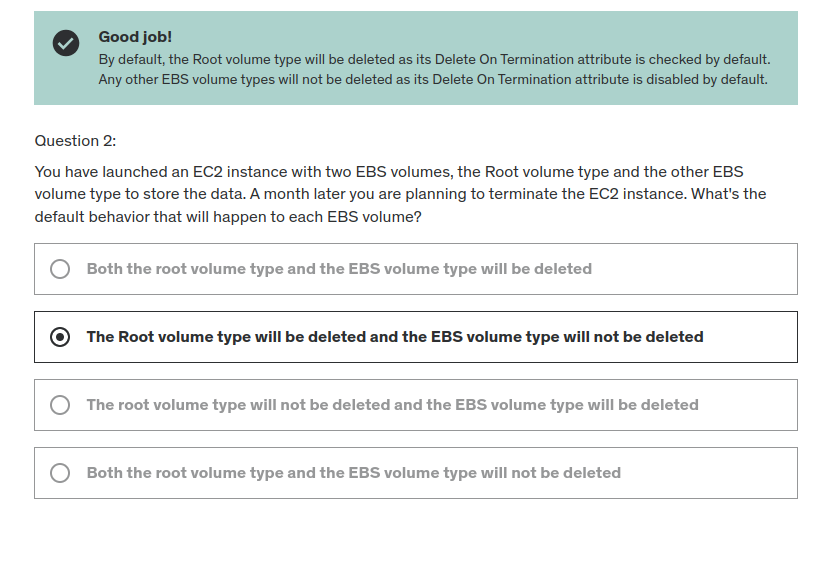 Good job!
By default, the Root volume type will be deleted as its Delete On Termination attribute is checked by default.
Any other EBS volume types will not be deleted as its Delete On Termination attribute is disabled by default.
Question 2:
You have launched an EC2 instance with two EBS volumes, the Root volume type and the other EBS
volume type to store the data. A month later you are planning to terminate the EC2 instance. What's the
default behavior that will happen to each EBS volume?
Both the root volume type and the EBS volume type will be deleted
The Root volume type will be deleted and the EBS volume type will not be deleted
The root volume type will not be deleted and the EBS volume type will be deleted
Both the root volume type and the EBS volume type will not be deleted